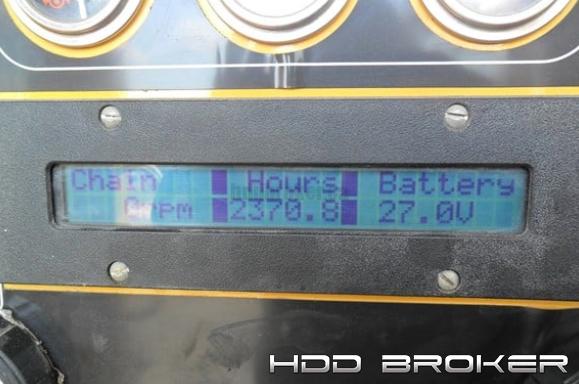 Chain Hours Battery
0rpm 2370.8 27.0V
HDD BROKER